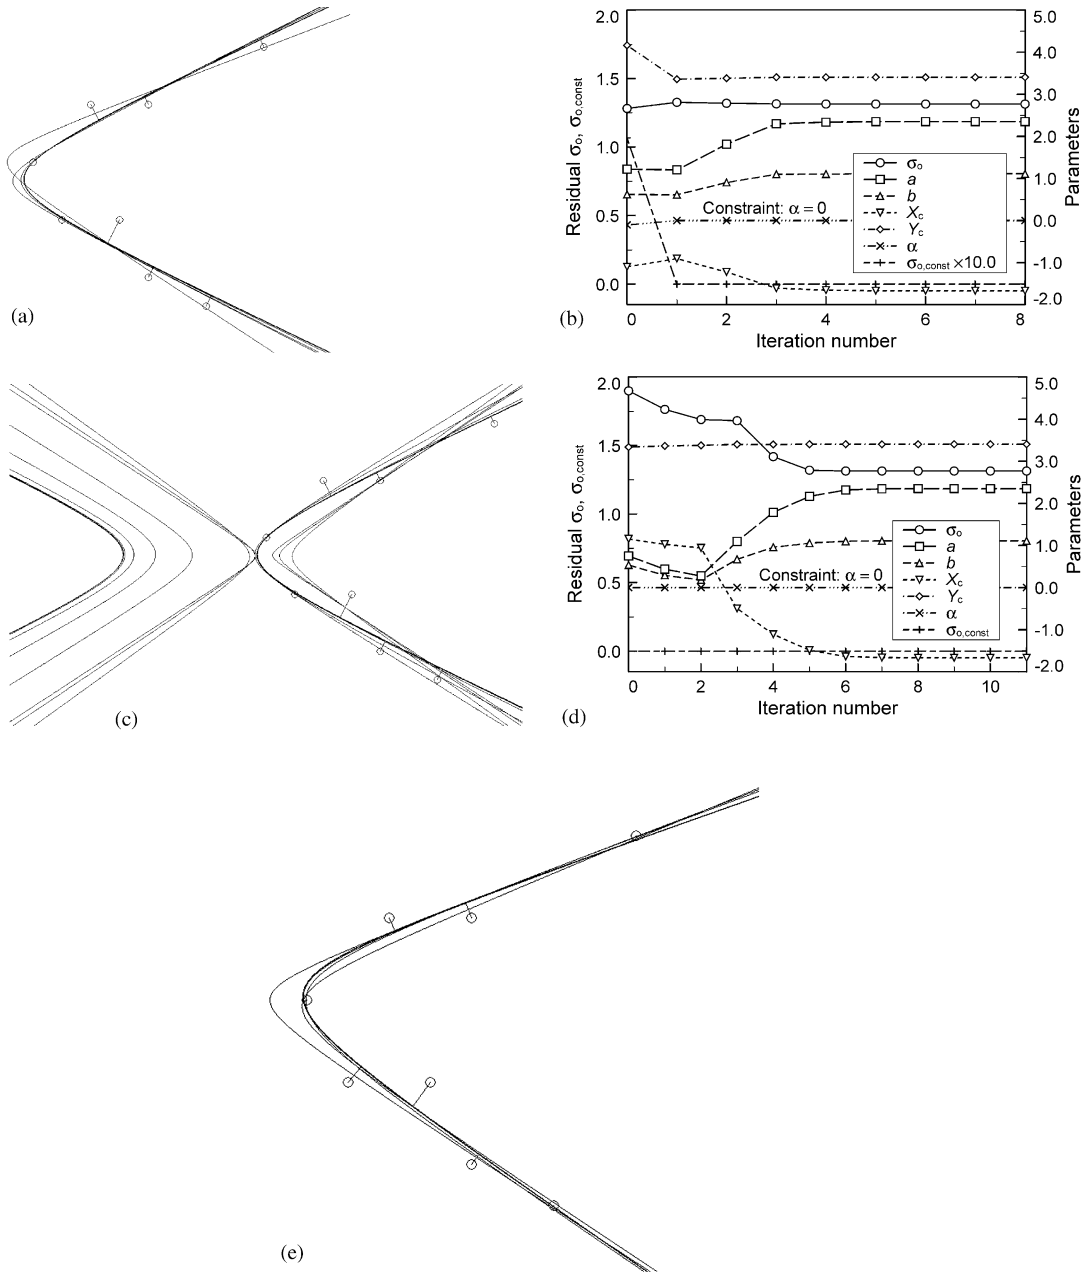 (a)
2.0
1.5
1.0
0.5
0.0
Residual σo, σo,const
5.0
4.0
3.0
2.0
1.0
0.0
-1.0
-2.0
Parameters
Constraint: α = 0
σo
a
b
Xc
Yc
α
σo,const ×10.0
0 2 4 6 8
Iteration number
(b)
(c)
2.0
1.5
1.0
0.5
0.0
Residual σo, σo,const
5.0
4.0
3.0
2.0
1.0
0.0
-1.0
-2.0
Parameters
Constraint: α = 0
σo
a
b
Xc
Yc
α
σo,const
0 2 4 6 8 10
Iteration number
(d)
(e)